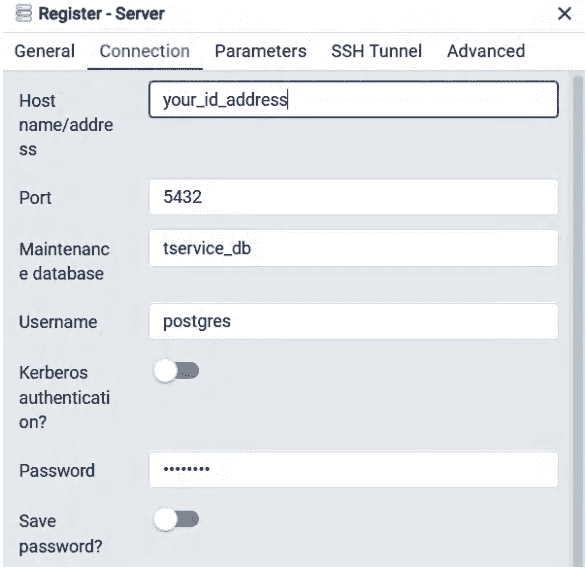 Register - Server
General Connection Parameters SSH Tunnel Advanced
Host
name/addre
ss
your_id_address
Port
5432
Maintenanc
e database
tservice_db
Username
postgres
Kerberos
authenticati
on?
Password
••••••••
Save
password?